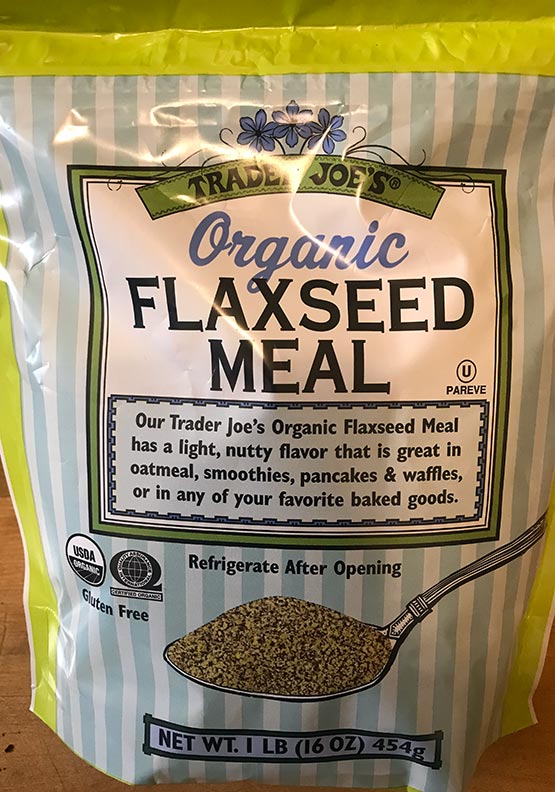 TRADER JOE'S®
Organic
FLAXSEED
MEAL
U
PAREVE
Our Trader Joe's Organic Flaxseed Meal
has a light, nutty flavor that is great in
oatmeal, smoothies, pancakes & waffles,
or in any of your favorite baked goods.
USDA
ORGANIC
CERTIFIED ORGANIC
Gluten Free
Refrigerate After Opening
NET WT. 1 LB (16 OZ) 454g